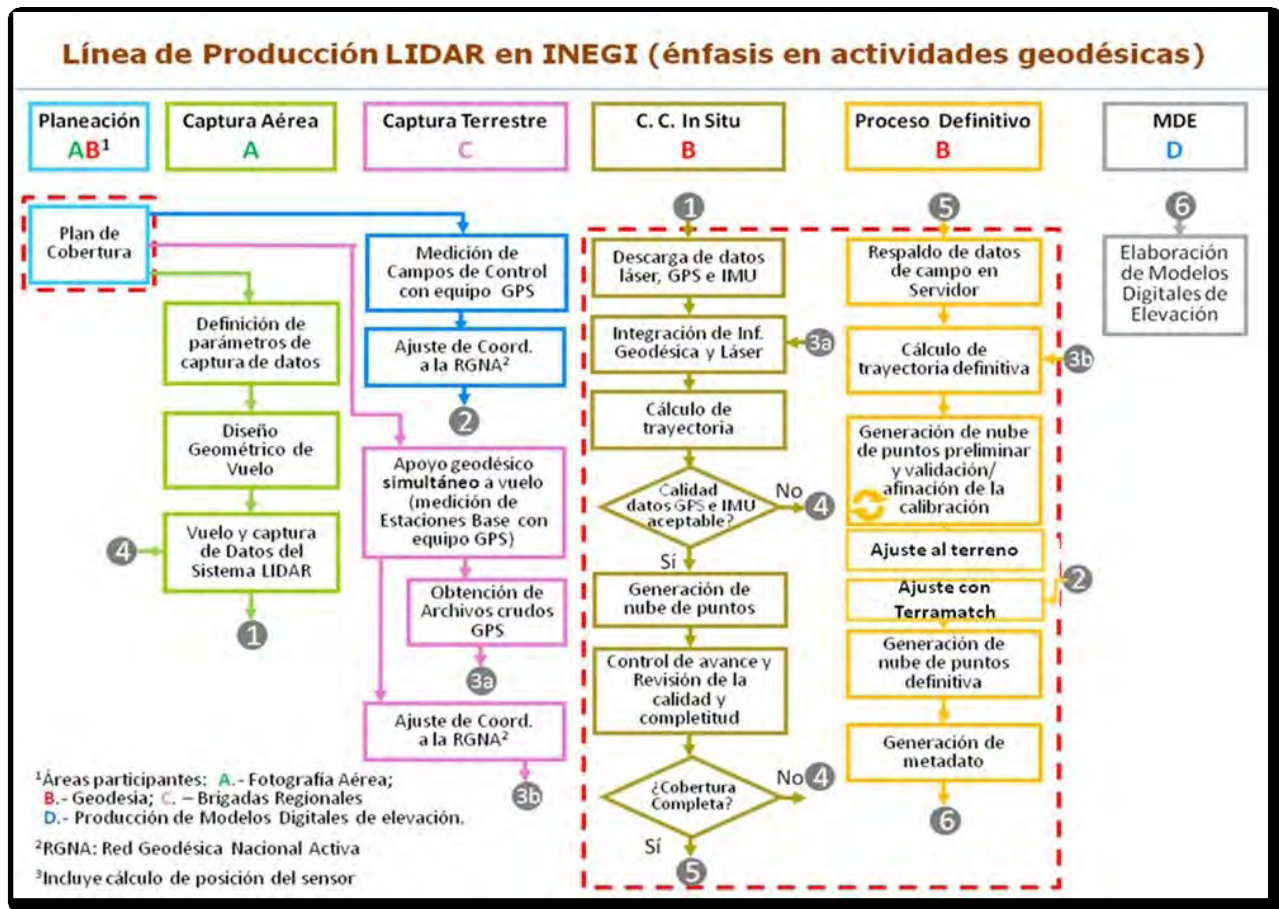 Línea de Producción LIDAR en INEGI (énfasis en actividades geodésicas)
Planeación
AB¹
Captura Aérea
A
Captura Terrestre
C
C. C. In Situ
B
Proceso Definitivo
B
MDE
D
Plan de
Cobertura
Definición de
parámetros de
captura de datos
Diseño
Geométrico de
Vuelo
4
Vuelo y captura
de Datos del
Sistema LIDAR
1
Medición de
Campos de Control
con equipo GPS
Ajuste de Coord.
a la RGNA²
2
Apoyo geodésico
simultáneo a vuelo
(medición de
Estaciones Base con
equipo GPS)
Obtención de
Archivos crudos
GPS
3a
Ajuste de Coord.
a la RGNA²
3b
1
Descarga de datos
láser, GPS e IMU
Integración de Inf.
Geodésica y Láser
3a
Cálculo de
trayectoria
Calidad
datos GPS e IMU
aceptable?
No
4
Sí
Generación de
nube de puntos
Control de avance y
Revisión de la
calidad y
completitud
¿Cobertura
Completa?
No
4
Sí
5
5
Respaldo de datos
de campo en
Servidor
Cálculo de
trayectoria definitiva
3b
Generación de nube
de puntos preliminar
y validación/
afinación de la
calibración
Ajuste al terreno
Ajuste con
Terramatch
2
Generación de
nube de puntos
definitiva
Generación de
metadato
6
6
Elaboración
de Modelos
Digitales de
Elevación
¹Áreas participantes: A.- Fotografía Aérea;
B.- Geodesia; C. – Brigadas Regionales
D.- Producción de Modelos Digitales de elevación.
²RGNA: Red Geodésica Nacional Activa
³Incluye cálculo de posición del sensor